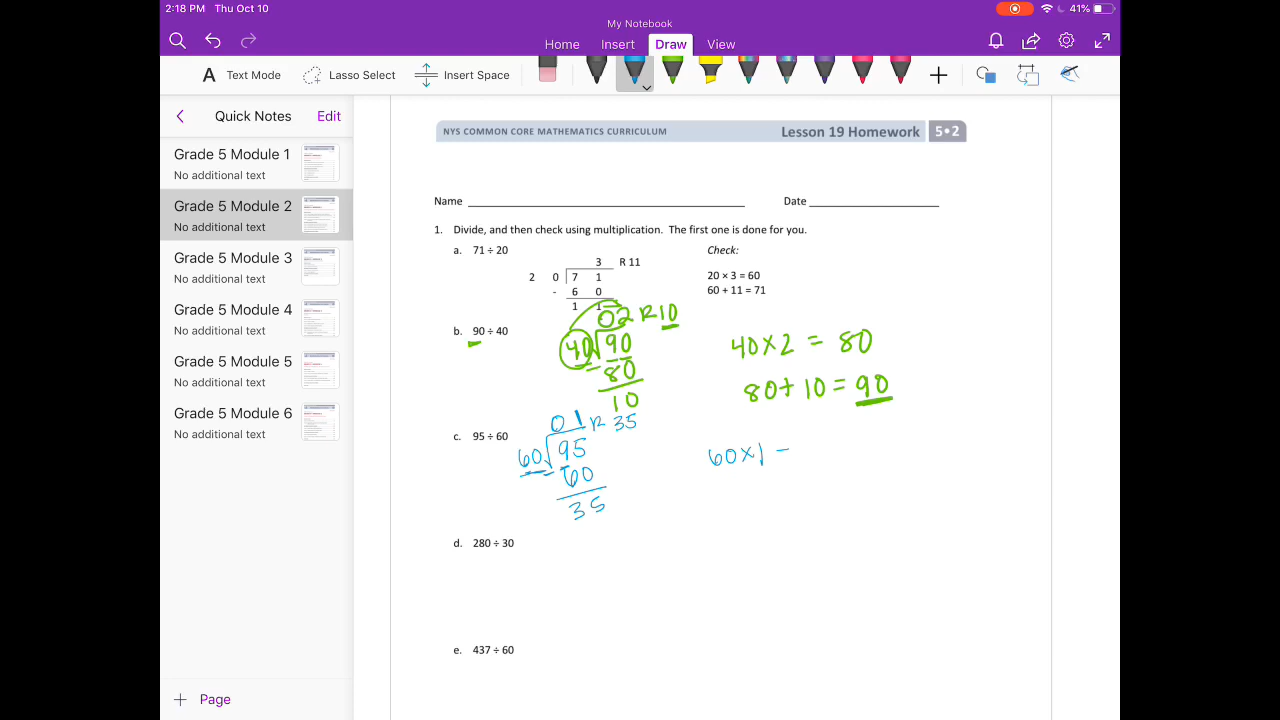 2:18 PM Thu Oct 10
41%
My Notebook
Home Insert Draw View
Text Mode Lasso Select Insert Space
Quick Notes Edit
Grade 5 Module 1
No additional text
Grade 5 Module 2
No additional text
Grade 5 Module 3
No additional text
Grade 5 Module 4
No additional text
Grade 5 Module 5
No additional text
Grade 5 Module 6
No additional text
Page
NYS COMMON CORE MATHEMATICS CURRICULUM Lesson 19 Homework 5•2
Name Date
1. Divide, and then check using multiplication. The first one is done for you.
a. 71 ÷ 20 Check:
3 R 11
2 0 1
- 6 0
1
20 × 3 = 60
60 + 11 = 71
b.
02 R10
40 90
80
10
40 × 2 = 80
80 + 10 = 90
c. 95 ÷ 60
01 R 35
60 95
60
35
60 × 1 =
d. 280 ÷ 30
e. 437 ÷ 60